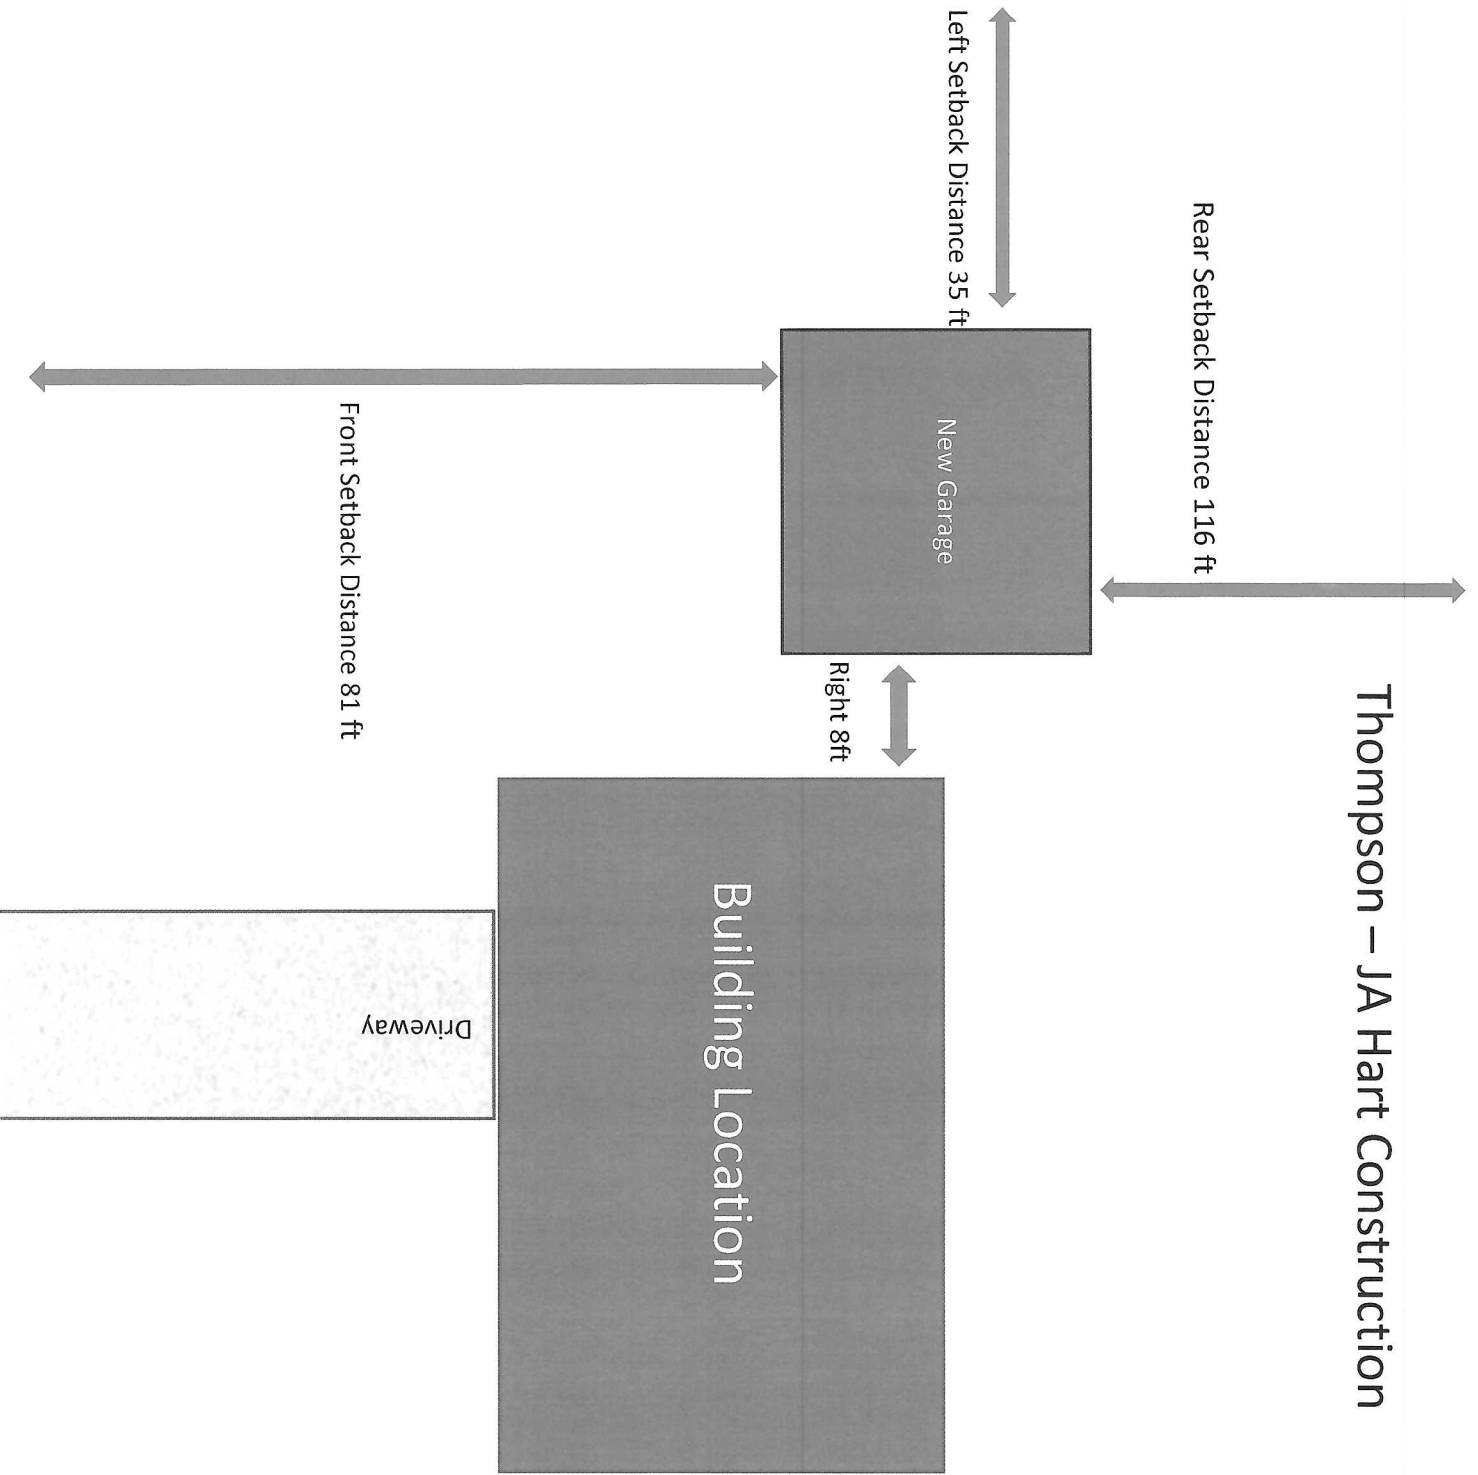 Thompson – JA Hart Construction
Rear Setback Distance 116 ft
Left Setback Distance 35 ft
New Garage
Right 8ft
Building Location
Front Setback Distance 81 ft
Driveway